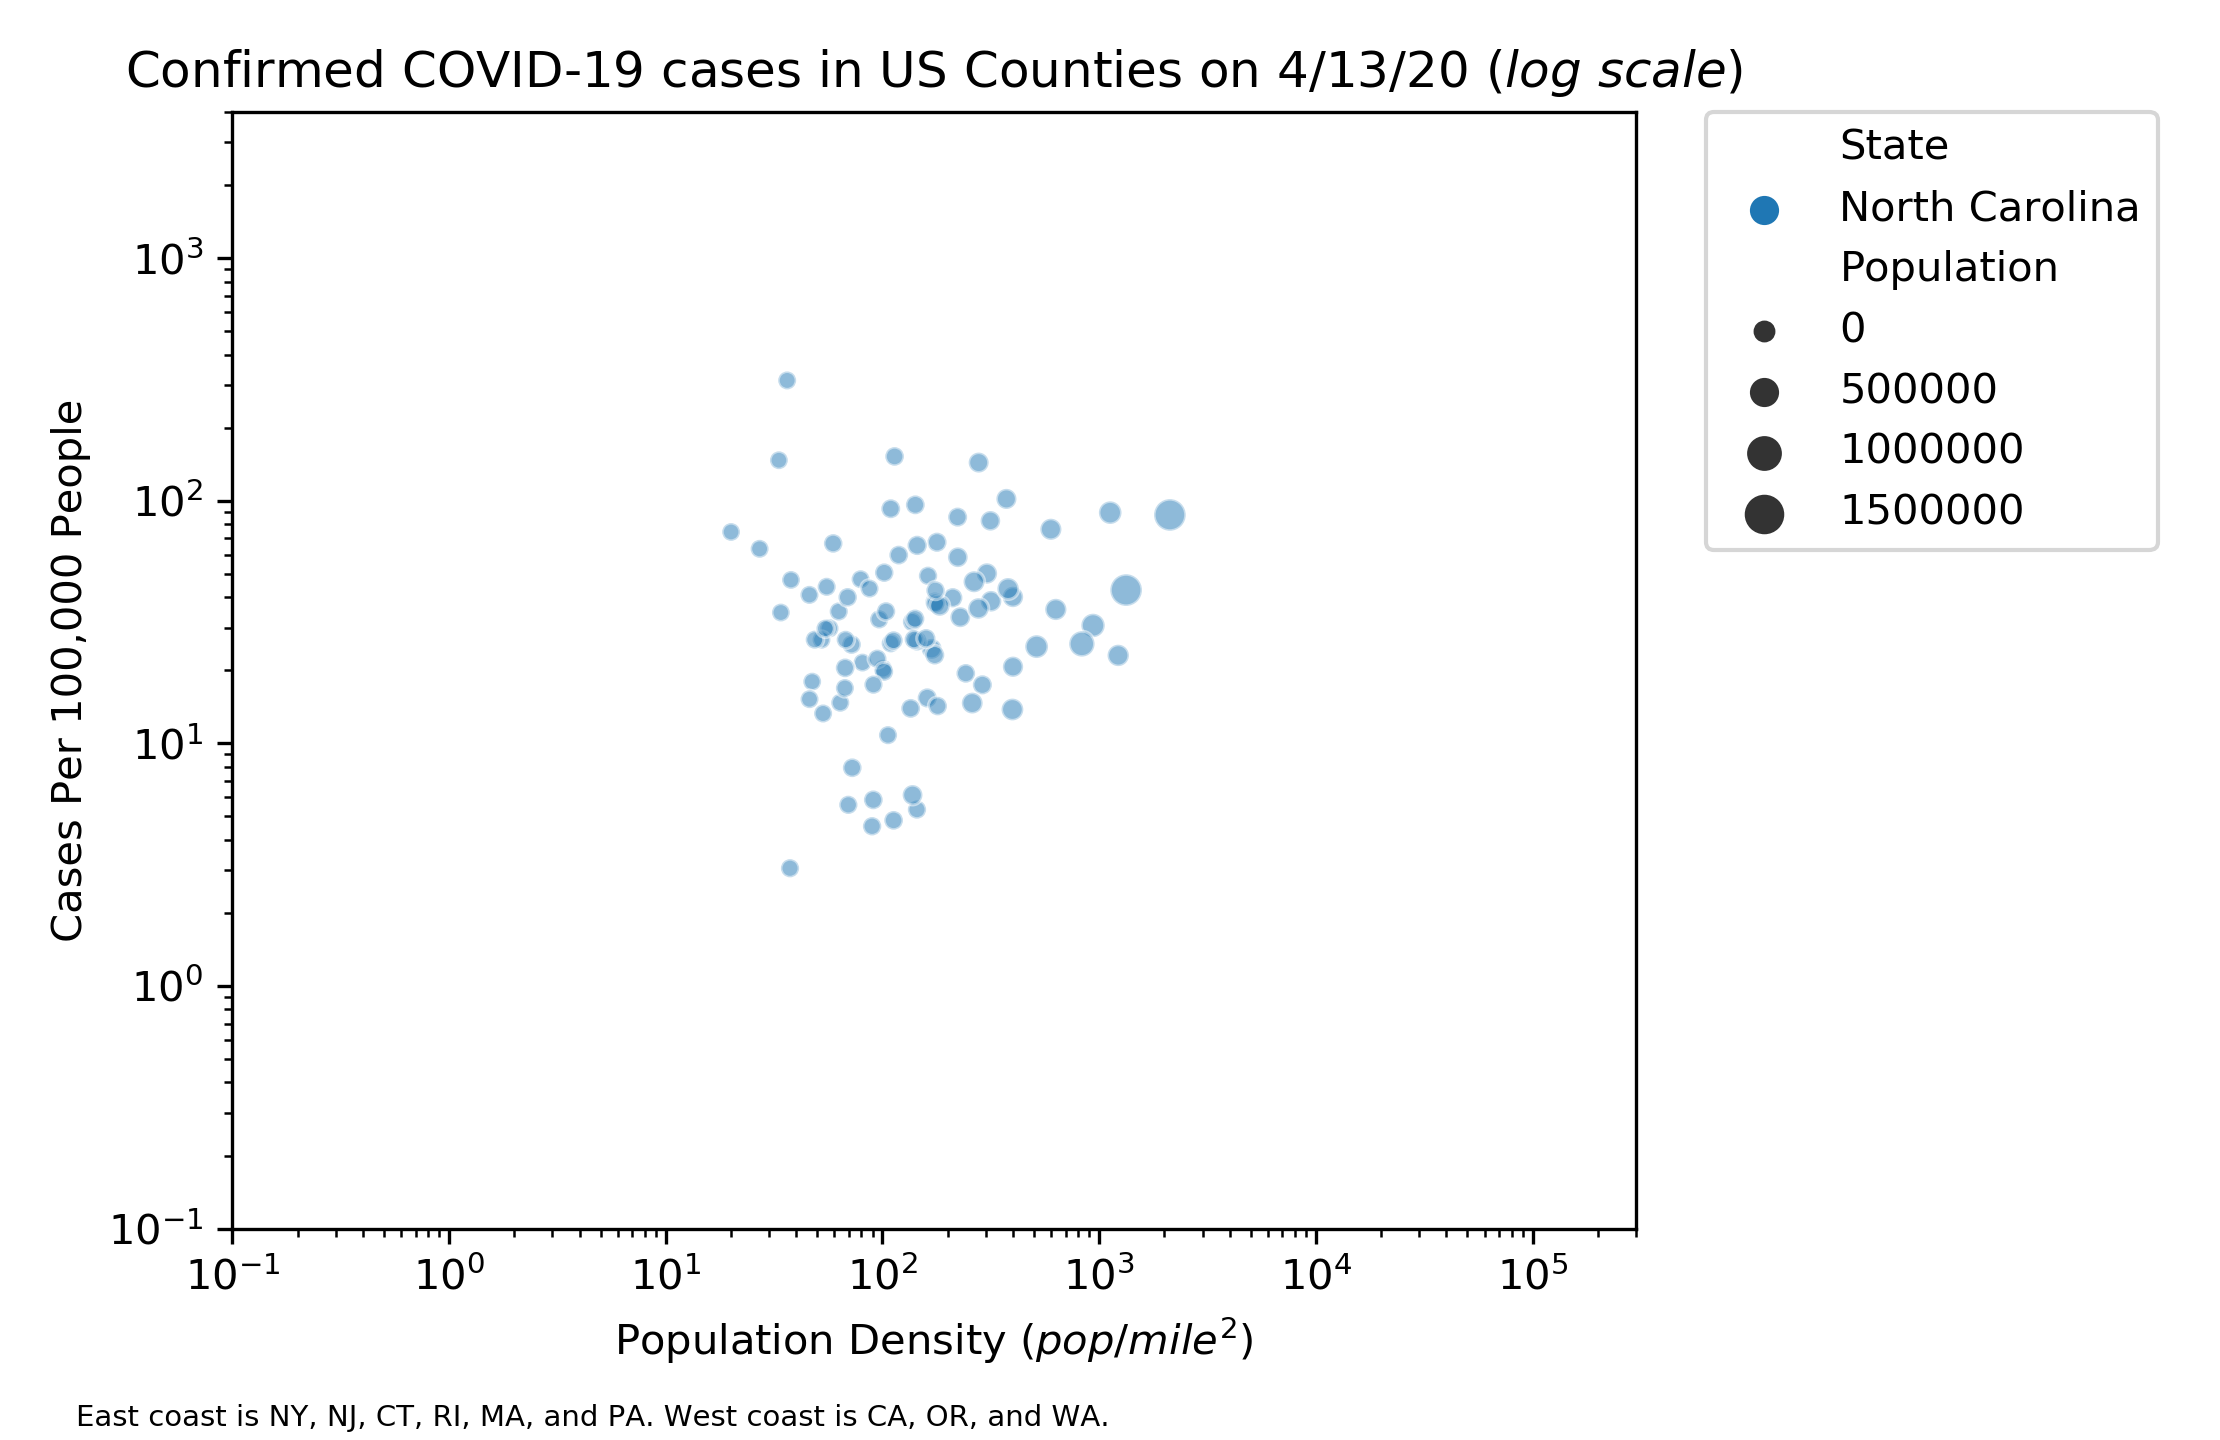 Confirmed COVID-19 cases in US Counties on 4/13/20 (log scale)
State
North Carolina
Population
0
500000
1000000
1500000
Cases Per 100,000 People
10³
10²
10¹
10⁰
10⁻¹
10⁻¹ 10⁰ 10¹ 10² 10³ 10⁴ 10⁵
Population Density (pop/mile²)
East coast is NY, NJ, CT, RI, MA, and PA. West coast is CA, OR, and WA.